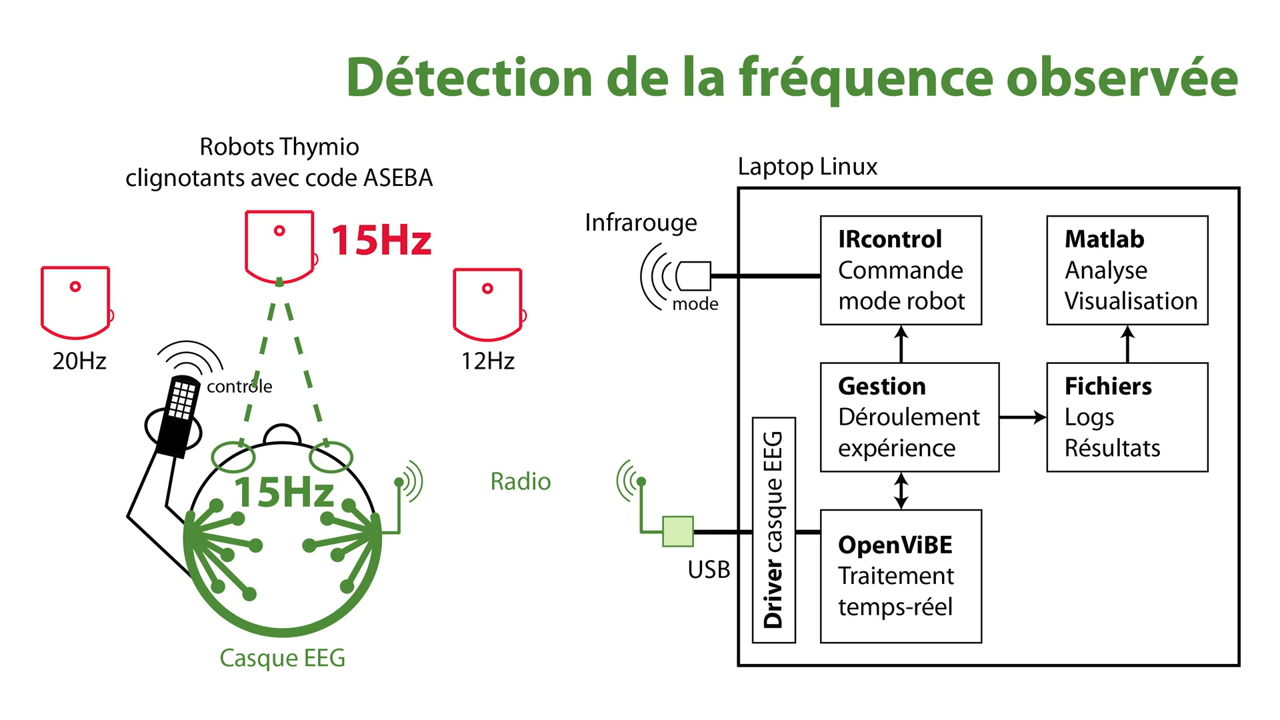 Détection de la fréquence observée
Robots Thymio
clignotants avec code ASEBA
15Hz
20Hz
12Hz
contrôle
15Hz
Casque EEG
Radio
Infrarouge
mode
USB
Laptop Linux
IRcontrol
Commande
mode robot
Matlab
Analyse
Visualisation
Gestion
Déroulement
expérience
Fichiers
Logs
Résultats
Driver casque EEG
OpenViBE
Traitement
temps-réel